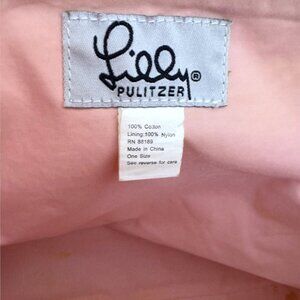 Lilly®
PULITZER
100% Cotton
Lining:100% Nylon
RN 88189
Made in China
One Size
See reverse for care